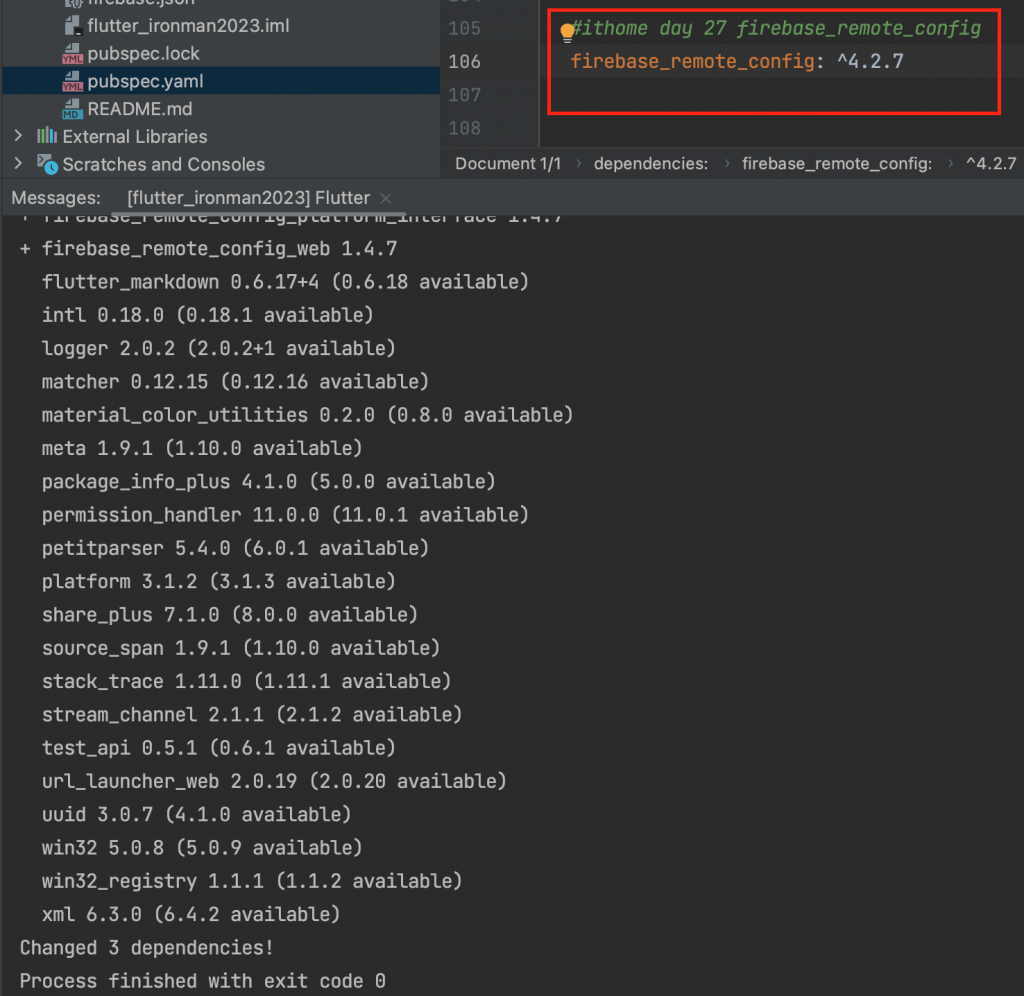 firebase.json
flutter_ironman2023.iml
pubspec.lock
pubspec.yaml
README.md
External Libraries
Scratches and Consoles
105 #ithome day 27 firebase_remote_config
106 firebase_remote_config: ^4.2.7
107
108
Document 1/1 › dependencies: › firebase_remote_config: › ^4.2.7
Messages: [flutter_ironman2023] Flutter ×
+ firebase_remote_config_platform_interface 1.4.7
+ firebase_remote_config_web 1.4.7
flutter_markdown 0.6.17+4 (0.6.18 available)
intl 0.18.0 (0.18.1 available)
logger 2.0.2 (2.0.2+1 available)
matcher 0.12.15 (0.12.16 available)
material_color_utilities 0.2.0 (0.8.0 available)
meta 1.9.1 (1.10.0 available)
package_info_plus 4.1.0 (5.0.0 available)
permission_handler 11.0.0 (11.0.1 available)
petitparser 5.4.0 (6.0.1 available)
platform 3.1.2 (3.1.3 available)
share_plus 7.1.0 (8.0.0 available)
source_span 1.9.1 (1.10.0 available)
stack_trace 1.11.0 (1.11.1 available)
stream_channel 2.1.1 (2.1.2 available)
test_api 0.5.1 (0.6.1 available)
url_launcher_web 2.0.19 (2.0.20 available)
uuid 3.0.7 (4.1.0 available)
win32 5.0.8 (5.0.9 available)
win32_registry 1.1.1 (1.1.2 available)
xml 6.3.0 (6.4.2 available)
Changed 3 dependencies!
Process finished with exit code 0